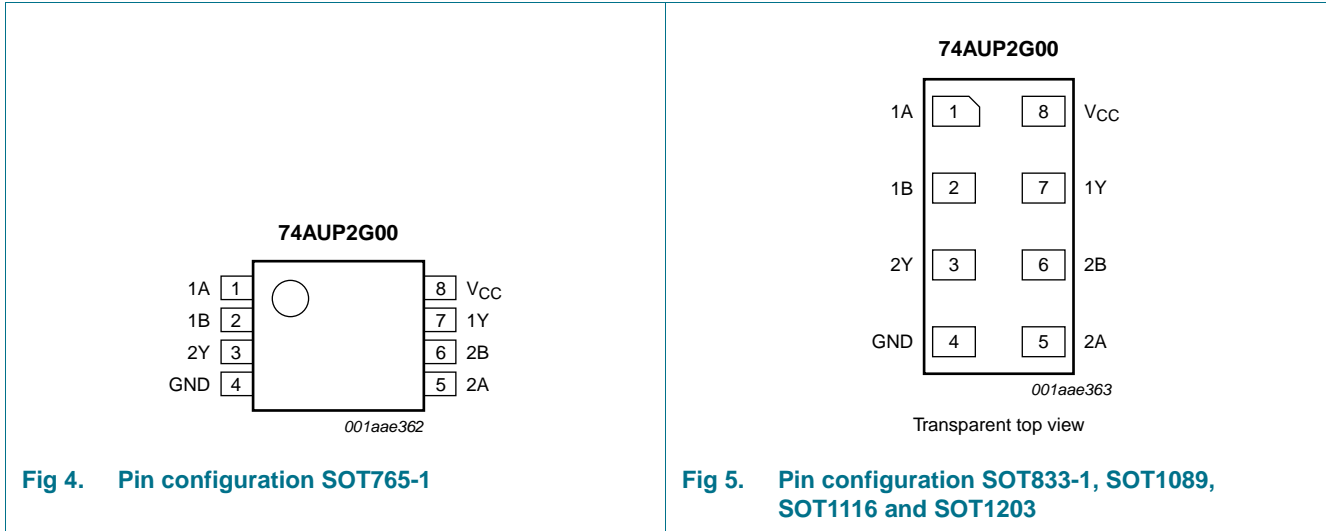 74AUP2G00
1A 1 8 VCC
1B 2 7 1Y
2Y 3 6 2B
GND 4 5 2A
001aae362
Fig 4. Pin configuration SOT765-1
74AUP2G00
1A 1 8 VCC
1B 2 7 1Y
2Y 3 6 2B
GND 4 5 2A
001aae363
Transparent top view
Fig 5. Pin configuration SOT833-1, SOT1089,
SOT1116 and SOT1203